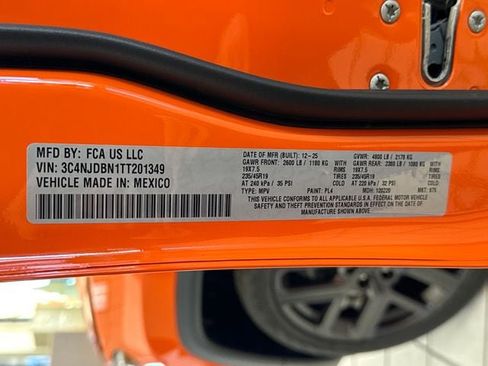 MFD BY: FCA US LLC
VIN: 3C4NJDBN1TT201349
VEHICLE MADE IN: MEXICO
DATE OF MFR (BUILT): 12-25 GVWR: 4800 LB/ 2178 KG
GAWR FRONT: 2600 LB/ 1180 KG WITH GAWR REAR: 2380 LB/ 1080 KG WITH
19X7.5 RIMS 19X7.5 RIMS
235/45R19 TIRES 235/45R19 TIRES
AT 240 kPa / 35 PSI COLD AT 220 kPa / 32 PSI COLD
TYPE: MPV PAINT: PL4 MDH: 120220 MKT: 975
THIS VEHICLE CONFORMS TO ALL APPLICABLE U.S.A. FEDERAL MOTOR VEHICLE
SAFETY AND THEFT PREVENTION STANDARDS IN EFFECT ON THE DATE OF
MANUFACTURE SHOWN ABOVE.